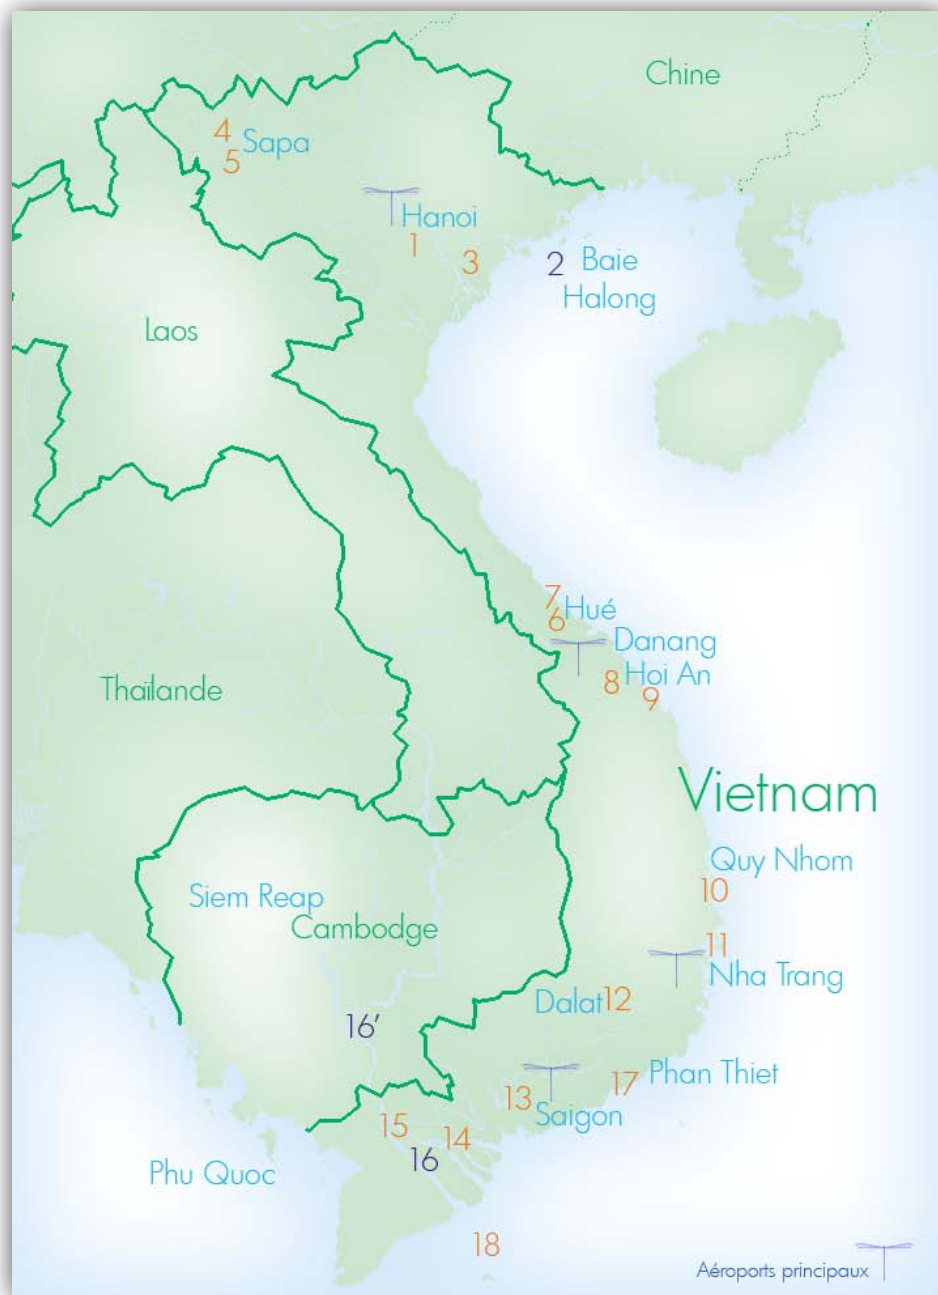 Chine
4
Sapa
5
Hanoi
1
3
2 Baie
Halong
Laos
7
Hué
6
Danang
Thaïlande
8 Hoi An
9
Vietnam
Quy Nhom
10
Siem Reap
Cambodge
11
Nha Trang
Dalat 12
16'
Phan Thiet
17
13
Saigon
15
14
16
Phu Quoc
18
Aéroports principaux